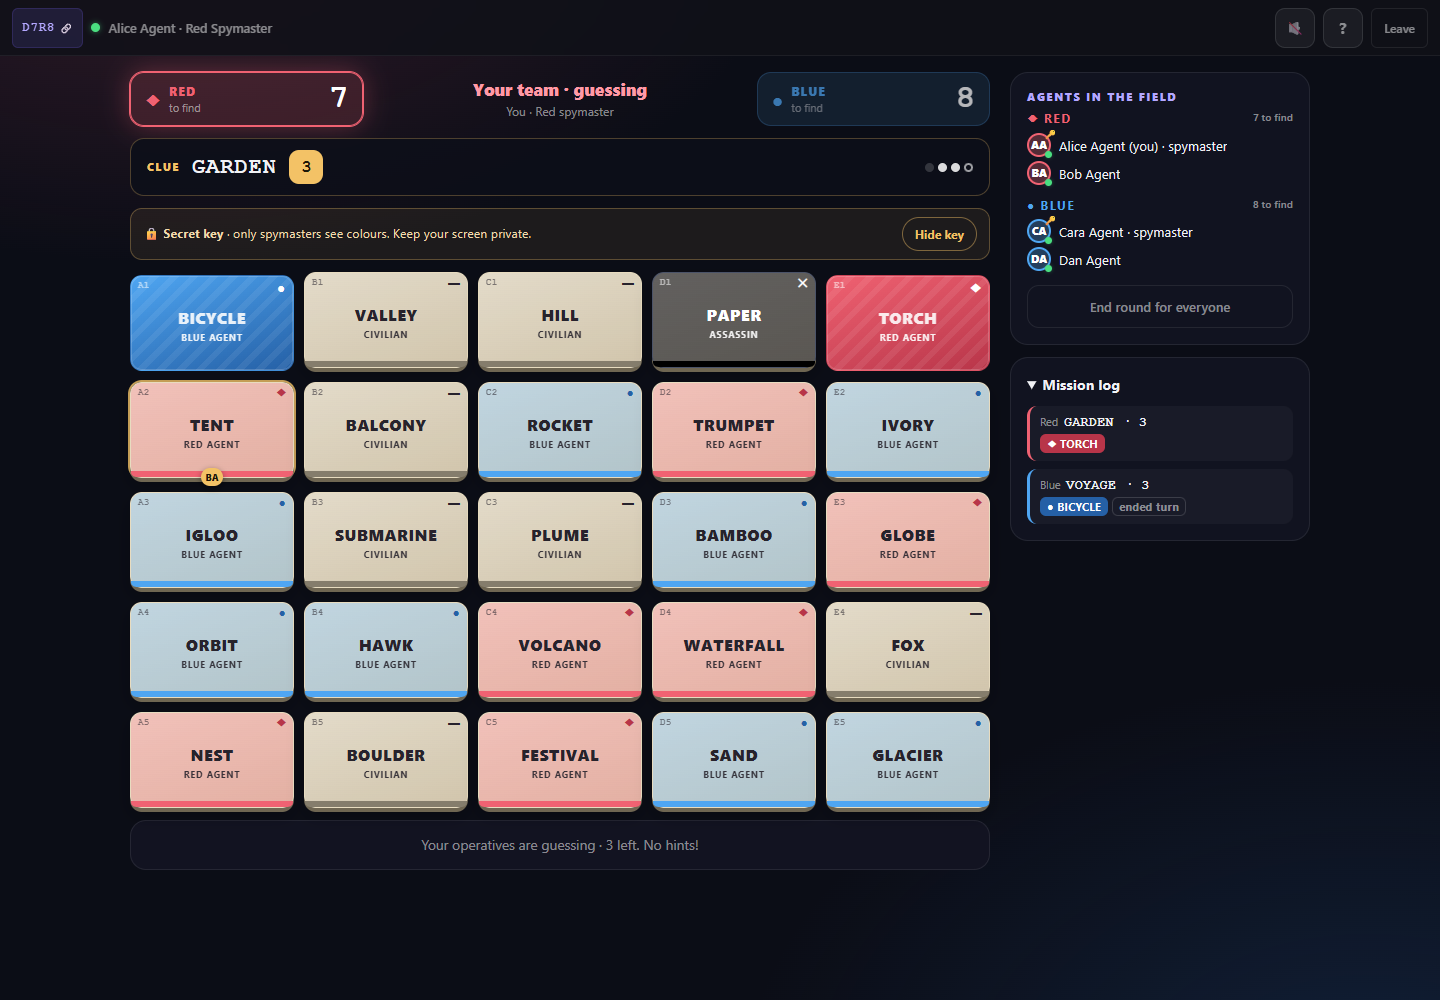 D7R8
Alice Agent · Red Spymaster
?
Leave
RED
to find
7
Your team · guessing
You · Red spymaster
BLUE
to find
8
CLUE GARDEN 3
Secret key · only spymasters see colours. Keep your screen private.
Hide key
A1
BICYCLE
BLUE AGENT
B1
VALLEY
CIVILIAN
C1
HILL
CIVILIAN
D1
PAPER
ASSASSIN
E1
TORCH
RED AGENT
A2
TENT
RED AGENT
BA
B2
BALCONY
CIVILIAN
C2
ROCKET
BLUE AGENT
D2
TRUMPET
RED AGENT
E2
IVORY
BLUE AGENT
A3
IGLOO
BLUE AGENT
B3
SUBMARINE
CIVILIAN
C3
PLUME
CIVILIAN
D3
BAMBOO
BLUE AGENT
E3
GLOBE
RED AGENT
A4
ORBIT
BLUE AGENT
B4
HAWK
BLUE AGENT
C4
VOLCANO
RED AGENT
D4
WATERFALL
RED AGENT
E4
FOX
CIVILIAN
A5
NEST
RED AGENT
B5
BOULDER
CIVILIAN
C5
FESTIVAL
RED AGENT
D5
SAND
BLUE AGENT
E5
GLACIER
BLUE AGENT
Your operatives are guessing · 3 left. No hints!
AGENTS IN THE FIELD
RED 7 to find
AA Alice Agent (you) · spymaster
BA Bob Agent
BLUE 8 to find
CA Cara Agent · spymaster
DA Dan Agent
End round for everyone
Mission log
Red GARDEN · 3
TORCH
Blue VOYAGE · 3
BICYCLE ended turn